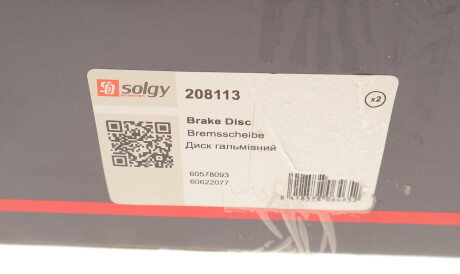 solgy
208113
x2
Brake Disc
Bremsscheibe
Диск гальмівний
60578093
60622077